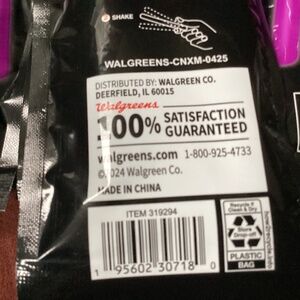 2 SHAKE
WALGREENS-CNXM-0425
DISTRIBUTED BY: WALGREEN CO.
DEERFIELD, IL 60015
Walgreens
100% SATISFACTION
GUARANTEED
walgreens.com 1-800-925-4733
©2024 Walgreen Co.
MADE IN CHINA
ITEM 319294
1 95602 30718 0
Recycle if
Clean & Dry
Store
Drop-off
PLASTIC
BAG
how2recycle.info